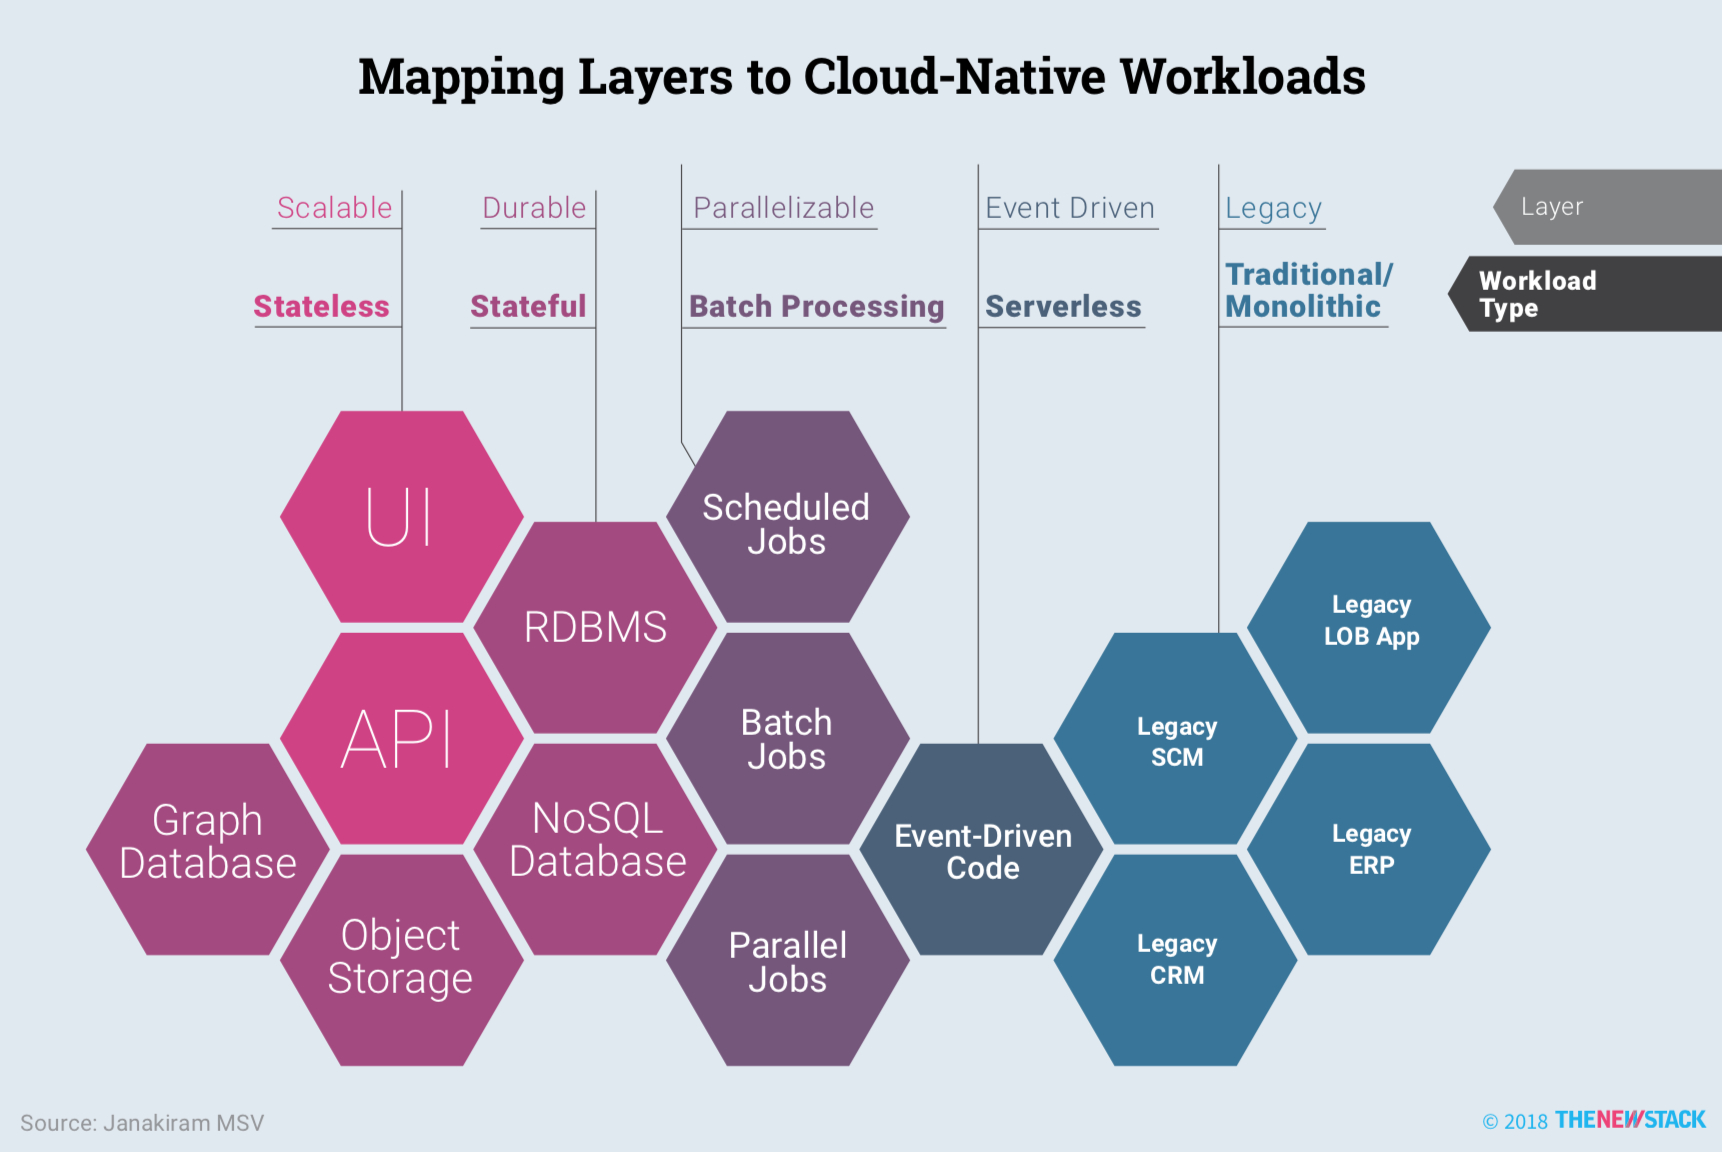 Mapping Layers to Cloud-Native Workloads
Scalable
Durable
Parallelizable
Event Driven
Legacy
Layer
Stateless
Stateful
Batch Processing
Serverless
Traditional/
Monolithic
Workload
Type
UI
Scheduled
Jobs
RDBMS
Legacy
LOB App
API
Batch
Jobs
Legacy
SCM
Graph
Database
NoSQL
Database
Event-Driven
Code
Legacy
ERP
Object
Storage
Parallel
Jobs
Legacy
CRM
Source: Janakiram MSV
© 2018 THENEWSTACK